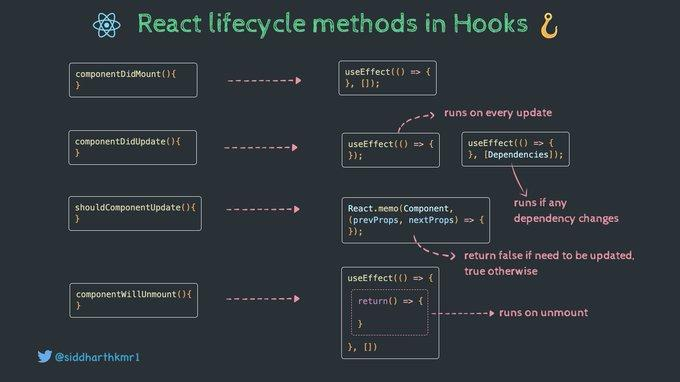 React lifecycle methods in Hooks
componentDidMount(){
}
useEffect(() => {
}, []);
runs on every update
componentDidUpdate(){
}
useEffect(() => {
});
useEffect(() => {
}, [Dependencies]);
runs if any
dependency changes
shouldComponentUpdate(){
}
React.memo(Component,
(prevProps, nextProps) => {
});
return false if need to be updated,
true otherwise
componentWillUnmount(){
}
useEffect(() => {
return() => {
}
}, [])
runs on unmount
@siddharthkmr1